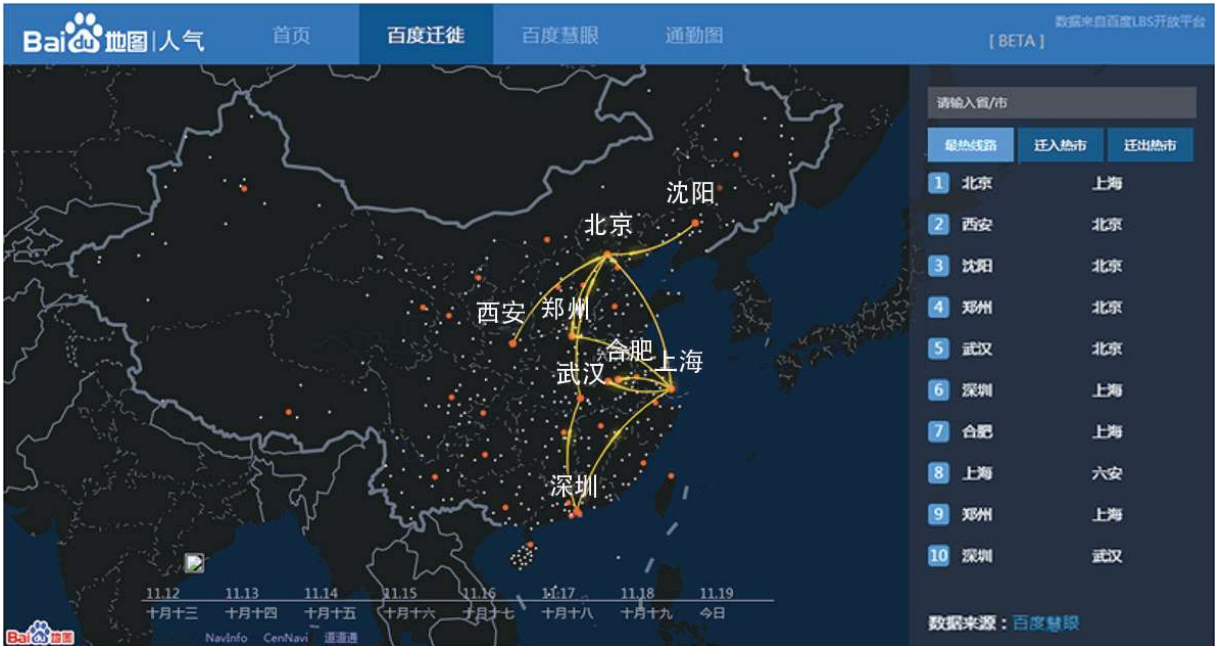 Bai du 地图 | 人气
首页
百度迁徙
百度慧眼
通勤图
[ BETA ]
数据来自百度LBS开放平台
请输入省/市
最热线路 迁入热市 迁出热市
1 北京 上海
2 西安 北京
3 沈阳 北京
4 郑州 北京
5 武汉 北京
6 深圳 上海
7 合肥 上海
8 上海 六安
9 郑州 上海
10 深圳 武汉
数据来源：百度慧眼
沈阳
北京
西安
郑州
合肥
上海
武汉
深圳
11.12 11.13 11.14 11.15 11.16 11.17 11.18 11.19
十月十三 十月十四 十月十五 十月十六 十月十七 十月十八 十月十九 今日
Bai du 地图
NavInfo CenNavi 道道通